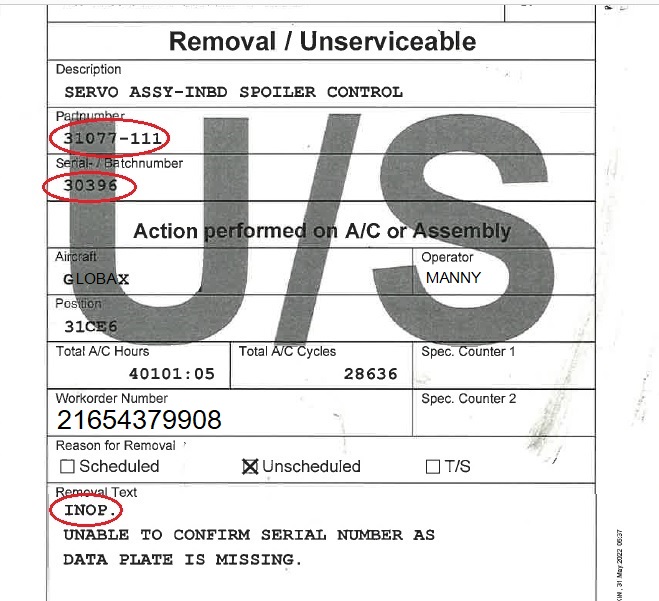 Removal / Unserviceable
Description
SERVO ASSY-INBD SPOILER CONTROL
Partnumber
31077-111
Serial- / Batchnumber
30396
U/S
Action performed on A/C or Assembly
Aircraft
Operator
GLOBAX
MANNY
Position
31CE6
Total A/C Hours
Total A/C Cycles
Spec. Counter 1
40101:05
28636
Workorder Number
Spec. Counter 2
21654379908
Reason for Removal
Scheduled
Unscheduled
T/S
Removal Text
INOP.
UNABLE TO CONFIRM SERIAL NUMBER AS
DATA PLATE IS MISSING.
31 May 2022 06:37